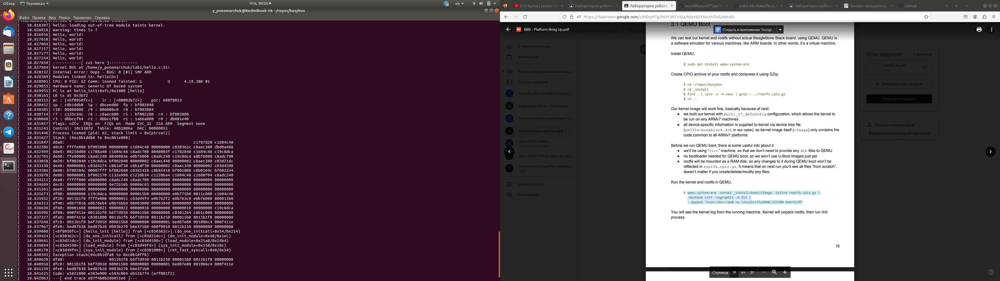 Обзор
Терминал
Чтв, 06:20
en
y_ponomarchuk@RedmiBook-14: ~/repos/busybox
Файл Правка Вид Поиск Терминал Справка
[ 18.818397] hello: loading out-of-tree module taints kernel.
[ 18.826818] Warning: times is 7
[ 18.826956] Hello, world!
[ 18.827018] Hello, world!
[ 18.827064] Hello, world!
[ 18.827117] Hello, world!
[ 18.827177] Hello, world!
[ 18.827244] Hello, world!
[ 18.827834] ------------[ cut here ]------------
[ 18.827964] kernel BUG at /home/y_ponomarchuk/lab5/hello.c:51!
[ 18.828132] Internal error: Oops - BUG: 0 [#1] SMP ARM
[ 18.828389] Modules linked in: hello(O+)
[ 18.828905] CPU: 0 PID: 62 Comm: insmod Tainted: G O 4.19.300 #1
[ 18.829055] Hardware name: Generic DT based system
[ 18.829955] PC is at hello_init+0xfc/0x1000 [hello]
[ 18.830165] LR is at 0x3b72
[ 18.830315] pc : [<bf0050fc>] lr : [<00003b72>] psr: 600f0013
[ 18.830452] sp : c8b1ddb8 ip : dbceed80 fp : bf002040
[ 18.830585] r10: 00000000 r9 : 006000c0 r8 : bf002004
[ 18.830714] r7 : c135c34c r6 : c8aec600 r5 : bf002280 r4 : bf002000
[ 18.830868] r3 : dbbccfb4 r2 : dbbccfb0 r1 : 1a66a000 r0 : db001e40
[ 18.831057] Flags: nZCv IRQs on FIQs on Mode SVC_32 ISA ARM Segment none
[ 18.831243] Control: 10c5387d Table: 48b1806a DAC: 00000051
[ 18.831446] Process insmod (pid: 62, stack limit = 0x(ptrval))
[ 18.831627] Stack: (0xc8b1ddb8 to 0xc8b1e000)
[ 18.831847] dda0: c1787d20 c1604c48
[ 18.832206] ddc0: ffffe000 bf005000 00000000 c1604c48 00000000 c030362c c8aec380 dbd0a480
[ 18.832499] dde0: 00210d00 c1788a40 c1604c48 c8adc700 8040003f c1782840 c1604c48 c19c8dca
[ 18.832765] de00: ffe00000 c8adc240 8040003e e0b76000 c8adc240 c19c8dca e0b76000 c8adc700
[ 18.833050] de20: bf002040 c19c8dca bf002040 00000002 c8aec440 00000002 c8aec380 c03d21dc
[ 18.833338] de40: 00000001 c03d4574 c8b1df30 c8b1df30 00000002 c8aec340 00000002 c03d4590
[ 18.833586] de60: bf00204c 00007fff bf002040 c03d1418 c8b05418 bf002088 c8b0569c bf002234
[ 18.833870] de80: 00000001 bf002170 c135a998 c1220b34 c1220ba4 c1604c48 c1608f04 c8adc240
[ 18.834211] dea0: fffff000 e0800000 c8adc240 c8adc700 00000000 00000000 00000000 00000000
[ 18.834699] dec0: 00000000 00000000 6e72656b 00006c65 00000000 00000000 00000000 00000000
[ 18.835261] dee0: 00000000 00000000 00000000 00000000 00000000 00000000 00000000 00000000
[ 18.835673] df00: 00000000 c19c8dca 00000080 000015b0 00000000 e0b775b0 0011c800 c1604c48
[ 18.835952] df20: 0011b1f8 ffffe000 00000051 c03d49f4 e0b762f2 e0b763c0 e0b76000 000015b0
[ 18.836313] df40: e0b77010 e0b76eb4 e0b76bb4 00003000 00003040 00000000 00000000 00000000
[ 18.836636] df60: 00001688 00000021 00000022 00000018 00000000 00000010 00000000 c19c8dca
[ 18.836996] df80: 000f411e 0011b1f8 b6f7d950 000015b0 00000080 c0301264 c8b1c000 00000080
[ 18.837327] dfa0: 000f411e c0301000 0011b1f8 b6f7d950 0011b250 000015b0 0011b1f8 00000000
[ 18.837648] dfc0: 0011b1f8 b6f7d950 000015b0 00000080 00000001 bed07e80 001086c4 000f411e
[ 18.837967] dfe0: bed07b38 bed07b28 0003b270 b6e371b0 600f0010 0011b250 00000000 00000000
[ 18.839000] [<bf0050fc>] (hello_init [hello]) from [<c030362c>] (do_one_initcall+0x54/0x214)
[ 18.839424] [<c030362c>] (do_one_initcall) from [<c03d21dc>] (do_init_module+0x48/0x1ec)
[ 18.839641] [<c03d21dc>] (do_init_module) from [<c03d4590>] (load_module+0x21a8/0x24b4)
[ 18.839894] [<c03d4590>] (load_module) from [<c03d49f4>] (sys_init_module+0x158/0x18c)
[ 18.840170] [<c03d49f4>] (sys_init_module) from [<c0301000>] (ret_fast_syscall+0x0/0x54)
[ 18.840393] Exception stack(0xc8b1dfa8 to 0xc8b1dff0)
[ 18.840620] dfa0: 0011b1f8 b6f7d950 0011b250 000015b0 0011b1f8 00000000
[ 18.840958] dfc0: 0011b1f8 b6f7d950 000015b0 00000080 00000001 bed07e80 001086c4 000f411e
[ 18.841239] dfe0: bed07b38 bed07b28 0003b270 b6e371b0
[ 18.841625] Code: e5821000 e583e000 e583c004 eb51b774 (e7f001f2)
[ 18.842063] ---[ end trace e87f4b8b2d6051e6 ]---
(13) Кухня | Сезон 1 |
Лабораторна робота
Лабораторна робота
WorldRavenOfTigerTa
Lab5-AK/Makefile at m
Лабораторна робота
Онлайн калькулятор
GitHub
https://classroom.google.com/c/NDIyNTg2NDY3NTY4/a/NjIyNjU5Njc4NTA5/details
BBB - Platform Bring Up.pdf
Открыть в приложении "Googl...
Главная страница
Календарь
Курсы, слушателем которы...
Список заданий
Introduction to Data Science ...
Курсова робота. Системне ...
Технології програмування С...
Архітектура комп'ютерів 2. ...
Java 2023 (лаби)
лабораторні роботи
Java 2023 ("Розробка прогр...
Технології розробки сервер...
2023
Архив курсов
Настройки
3.1 QEMU Boot
We can test our kernel and rootfs without actual BeagleBone Black board, using QEMU. QEMU is
a software emulator for various machines, like ARM boards. In other words, it's a virtual machine.
Install QEMU:
$ sudo apt install qemu-system-arm
Create CPIO archive of your rootfs and compress it using GZip:
$ cd ~/repos/busybox
$ cd _install
$ find . | cpio -o -H newc | gzip > ../rootfs.cpio.gz
$ cd ..
Our kernel image will work fine, basically because of next:
● we built our kernel with multi_v7_defconfig configuration, which allows the kernel to
be run on any ARMv7 machines
● all device-specific information is supplied to kernel via device tree file
(am335x-boneblack.dtb in our case); so kernel image itself (zImage) only contains the
code common to all ARMv7 platforms
Before we run QEMU boot, there is some useful info about it:
● we'll be using "virt" machine, so that we don't need to provide any dtb files to QEMU
● no bootloader needed for QEMU boot, so we won't use U-Boot images just yet
● rootfs will be mounted as a RAM disk, so any changes to it during QEMU boot won't be
reflected in rootfs.cpio.gz. It means that on next run you'll see all files "from scratch",
doesn't matter if you create/delete/modify any files.
Run the kernel and rootfs in QEMU.
$ qemu-system-arm -kernel _install/boot/zImage -initrd rootfs.cpio.gz \
-machine virt -nographic -m 512 \
--append "root=/dev/ram0 rw console=ttyAMA0,115200 mem=512M"
You will see the kernel log from the running machine. Kernel will unpack rootfs, then run /init
process.
18
Страница 19 из 37
Мои задания
С оценкой
АК№1-2.pdf
PDF
Добавить или создать
Отправить еще раз
Личные комментарии
Добавить комментарий: Klymenko